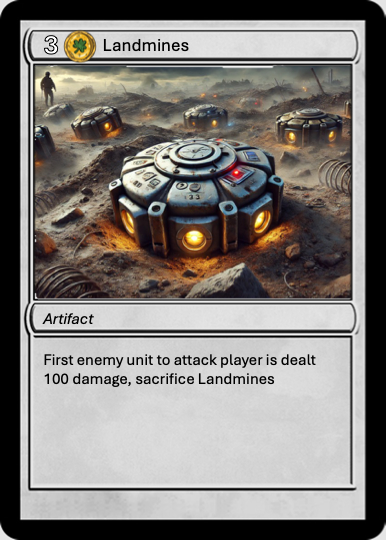 3 Landmines
Artifact
First enemy unit to attack player is dealt
100 damage, sacrifice Landmines